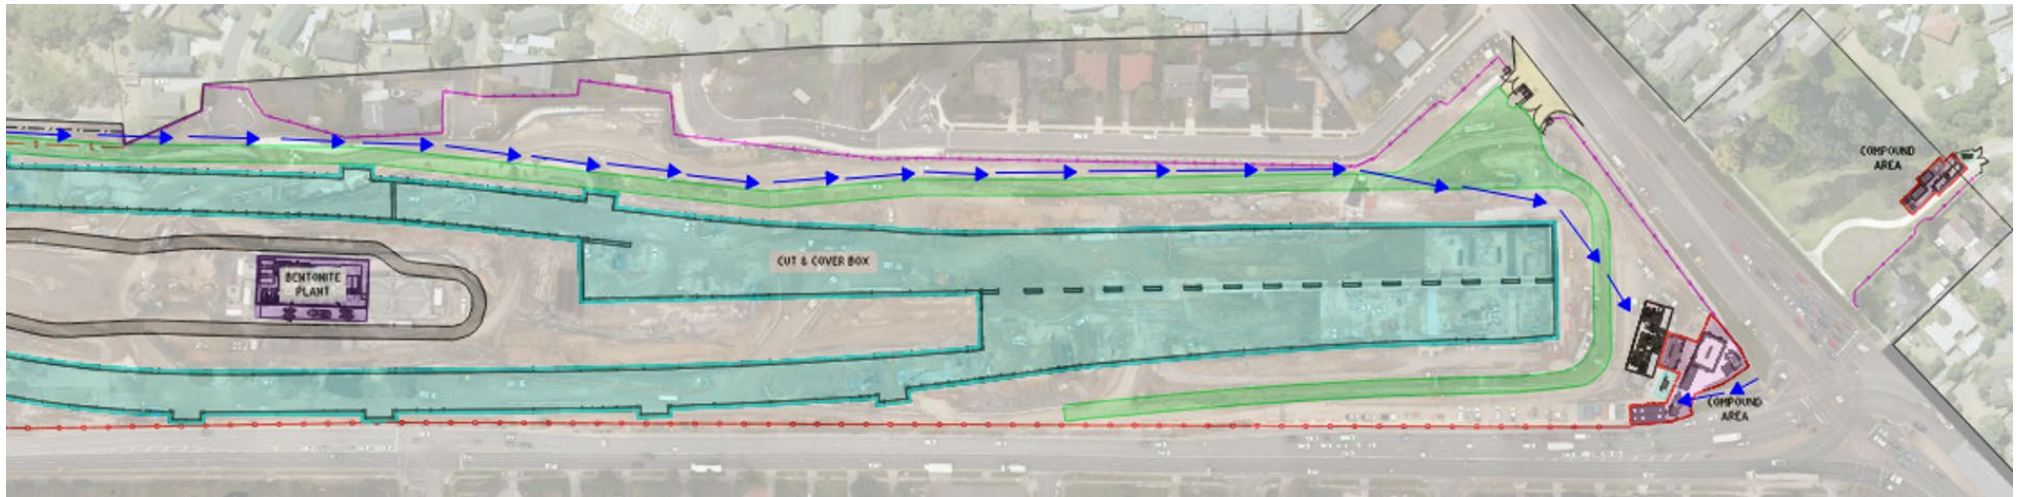 COMPOUND
AREA
CUT & COVER BOX
BENTONITE
PLANT
COMPOUND
AREA